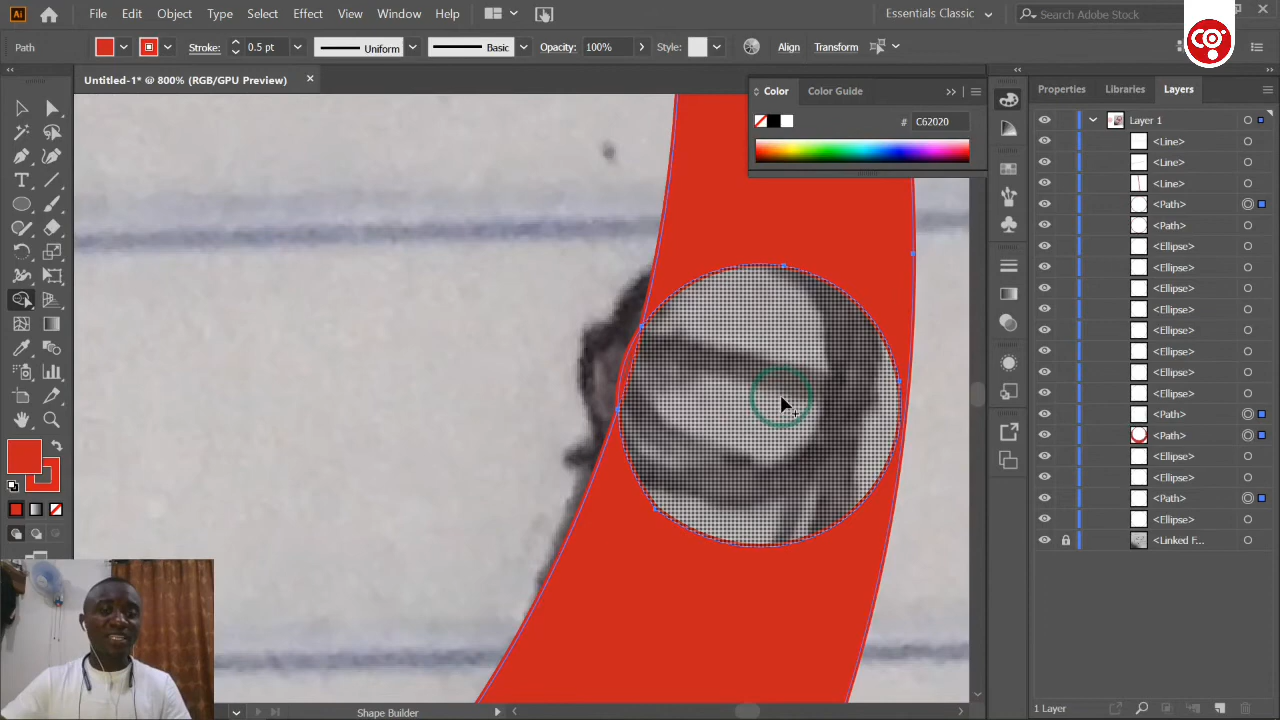 Ai File Edit Object Type Select Effect View Window Help Essentials Classic Search Adobe Stock
Path Stroke: 0.5 pt Uniform Basic Opacity: 100% Style: Align Transform
Untitled-1* @ 800% (RGB/GPU Preview)
Color Color Guide
# C62020
Properties Libraries Layers
Layer 1
<Line>
<Line>
<Line>
<Path>
<Path>
<Ellipse>
<Ellipse>
<Ellipse>
<Ellipse>
<Ellipse>
<Ellipse>
<Ellipse>
<Ellipse>
<Path>
<Path>
<Ellipse>
<Ellipse>
<Path>
<Ellipse>
<Linked F...
Shape Builder
1 Layer